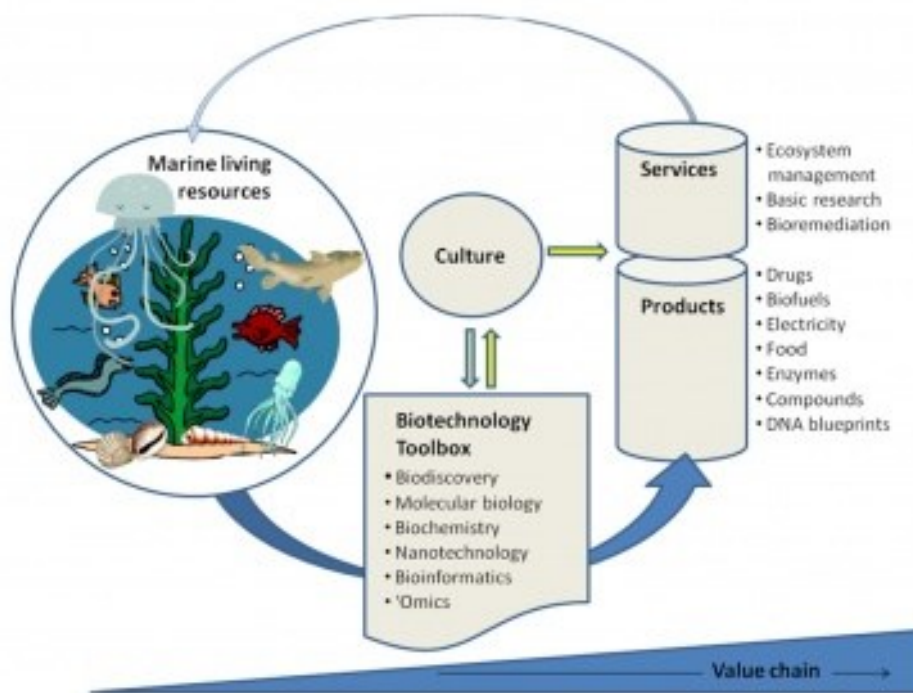 Marine living
resources
Culture
Services
• Ecosystem
management
• Basic research
• Bioremediation
Products
• Drugs
• Biofuels
• Electricity
• Food
• Enzymes
• Compounds
• DNA blueprints
Biotechnology
Toolbox
• Biodiscovery
• Molecular biology
• Biochemistry
• Nanotechnology
• Bioinformatics
• 'Omics
Value chain